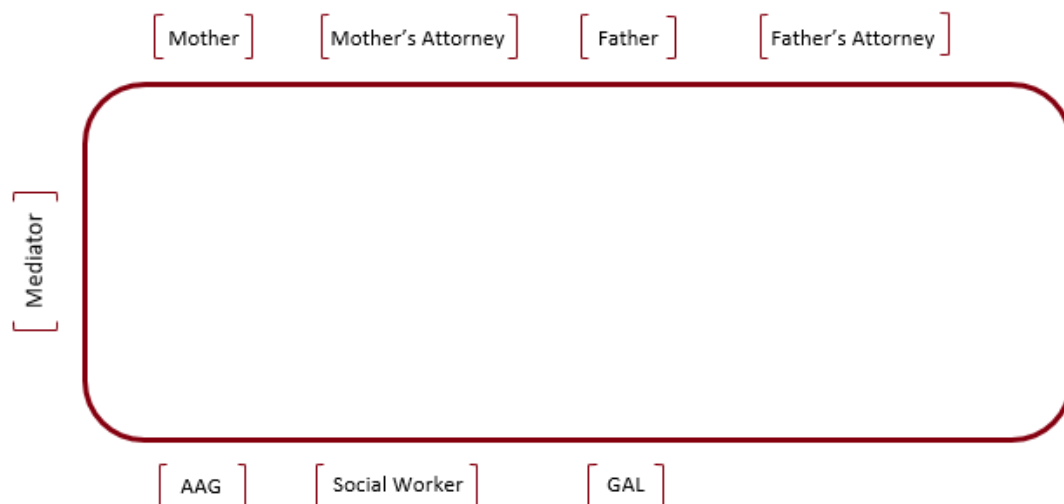 Mother
Mother's Attorney
Father
Father's Attorney
Mediator
AAG
Social Worker
GAL